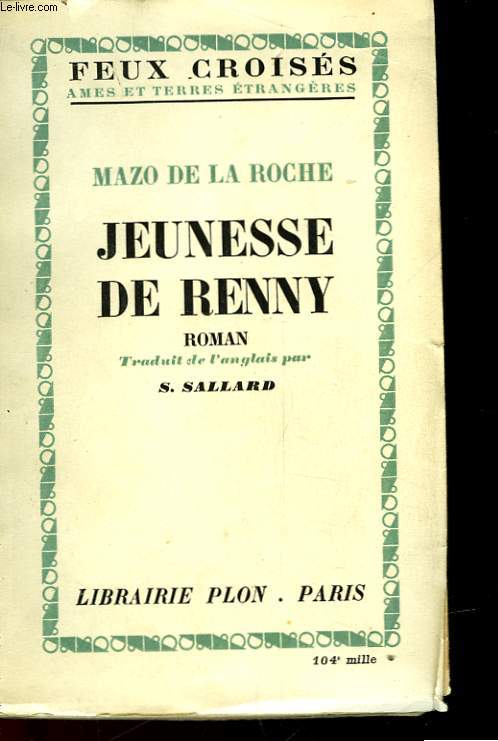 Le-Livre.com
FEUX CROISÉS
AMES ET TERRES ÉTRANGÈRES
MAZO DE LA ROCHE
JEUNESSE
DE RENNY
ROMAN
Traduit de l'anglais par
S. SALLARD
LIBRAIRIE PLON . PARIS
104e mille